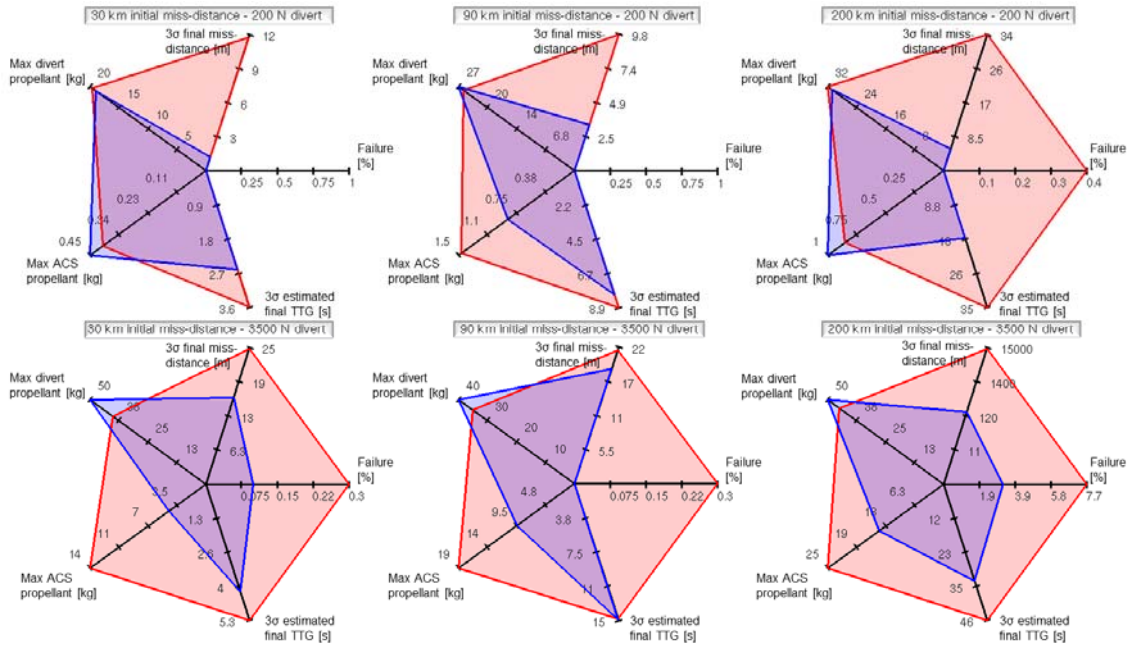 30 km initial miss-distance - 200 N divert
3σ final miss-
distance [m]
12
9
6
3
Max divert
propellant [kg]
20
15
10
5
Failure
[%]
0.25
0.5
0.75
1
0.11
0.23
0.34
0.45
Max ACS
propellant [kg]
0.9
1.8
2.7
3.6
3σ estimated
final TTG [s]
90 km initial miss-distance - 200 N divert
3σ final miss-
distance [m]
9.8
7.4
4.9
2.5
Max divert
propellant [kg]
27
20
14
6.8
Failure
[%]
0.25
0.5
0.75
1
0.38
0.75
1.1
1.5
Max ACS
propellant [kg]
2.2
4.5
6.7
8.9
3σ estimated
final TTG [s]
200 km initial miss-distance - 200 N divert
3σ final miss-
distance [m]
34
26
17
8.5
Max divert
propellant [kg]
32
24
16
8
Failure
[%]
0.1
0.2
0.3
0.4
0.25
0.5
0.75
1
Max ACS
propellant [kg]
8.8
18
26
35
3σ estimated
final TTG [s]
30 km initial miss-distance - 3500 N divert
3σ final miss-
distance [m]
25
19
13
6.3
Max divert
propellant [kg]
50
38
25
13
Failure
[%]
0.075
0.15
0.22
0.3
3.5
7
11
14
Max ACS
propellant [kg]
1.3
2.6
4
5.3
3σ estimated
final TTG [s]
90 km initial miss-distance - 3500 N divert
3σ final miss-
distance [m]
22
17
11
5.5
Max divert
propellant [kg]
40
30
20
10
Failure
[%]
0.075
0.15
0.22
0.3
4.8
9.5
14
19
Max ACS
propellant [kg]
3.8
7.5
11
15
3σ estimated
final TTG [s]
200 km initial miss-distance - 3500 N divert
3σ final miss-
distance [m]
15000
1400
120
11
Max divert
propellant [kg]
50
38
25
13
Failure
[%]
1.9
3.9
5.8
7.7
6.3
13
19
25
Max ACS
propellant [kg]
12
23
35
46
3σ estimated
final TTG [s]